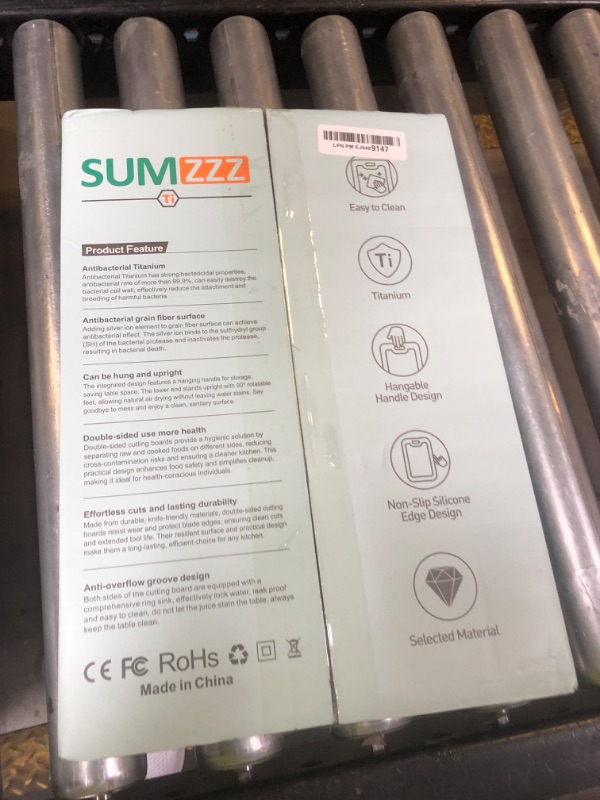 SUMZZZ
Ti
Product Feature
Antibacterial Titanium
Antibacterial Titanium has strong bactericidal properties,
antibacterial rate of more than 99.9%, can easily destroy the
bacterial cell wall, effectively reduce the attachment and
breeding of harmful bacteria.
Antibacterial grain fiber surface
Adding silver ion element to grain fiber surface can achieve
antibacterial effect. The silver ion binds to the sulfhydryl group
(SH) of the bacterial protease and inactivates the protease,
resulting in bacterial death.
Can be hung and upright
The integrated design features a hanging handle for storage,
saving table space. The lower end stands upright with 90° rotatable
feet, allowing natural air drying without leaving water stains. Say
goodbye to mess and enjoy a clean, sanitary surface.
Double-sided use more health
Double-sided cutting boards provide a hygienic solution by
separating raw and cooked foods on different sides, reducing
cross-contamination risks and ensuring a cleaner kitchen. This
practical design enhances food safety and simplifies cleanup,
making it ideal for health-conscious individuals.
Effortless cuts and lasting durability
Made from durable, knife-friendly materials, double-sided cutting
boards resist wear and protect blade edges, ensuring clean cuts
and extended tool life. Their resilient surface and practical design
make them a long-lasting, efficient choice for any kitchen.
Anti-overflow groove design
Both sides of the cutting board are equipped with a
comprehensive ring sink, effectively lock water, leak proof
and easy to clean, do not let the juice stain the table, always
keep the table clean.
CE FC RoHs
Made in China
9147
Easy to Clean
Ti
Titanium
Hangable
Handle Design
Non-Slip Silicone
Edge Design
Selected Material